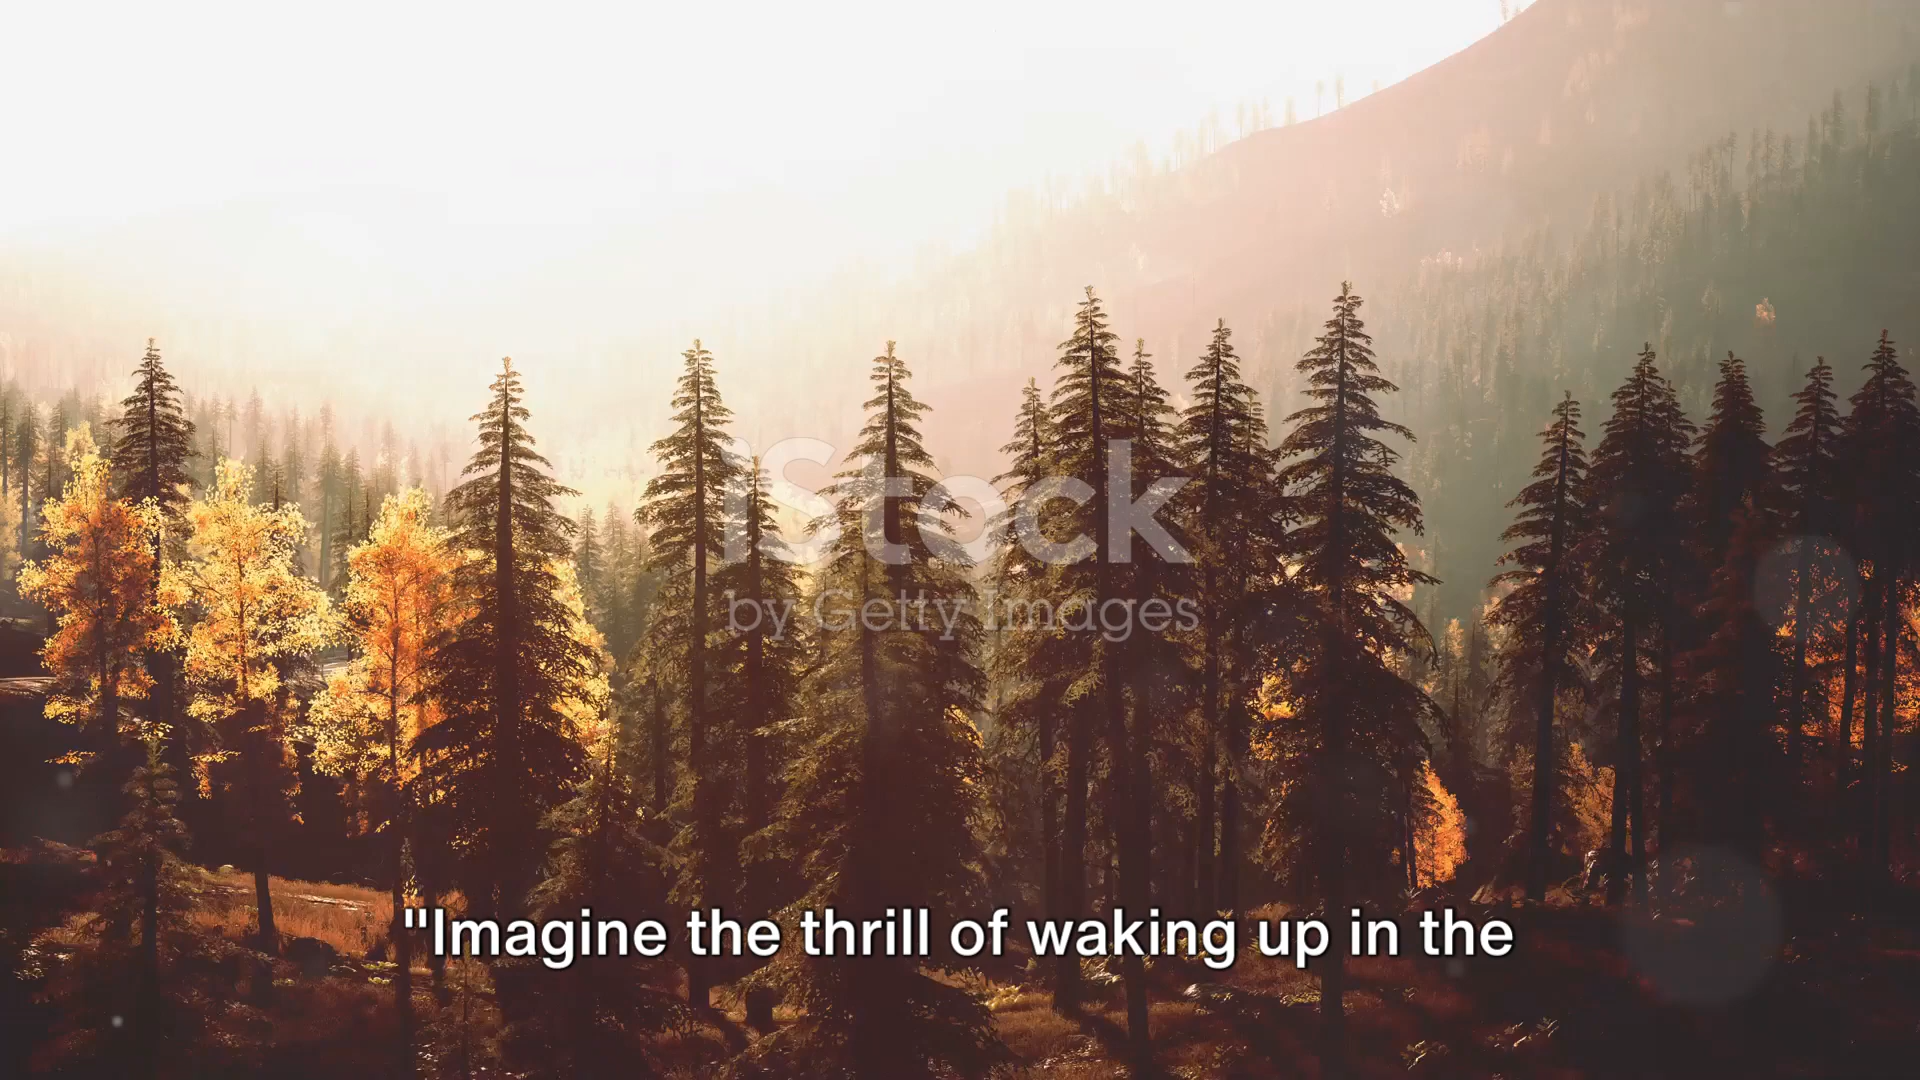 iStock
by Getty Images
"Imagine the thrill of waking up in the